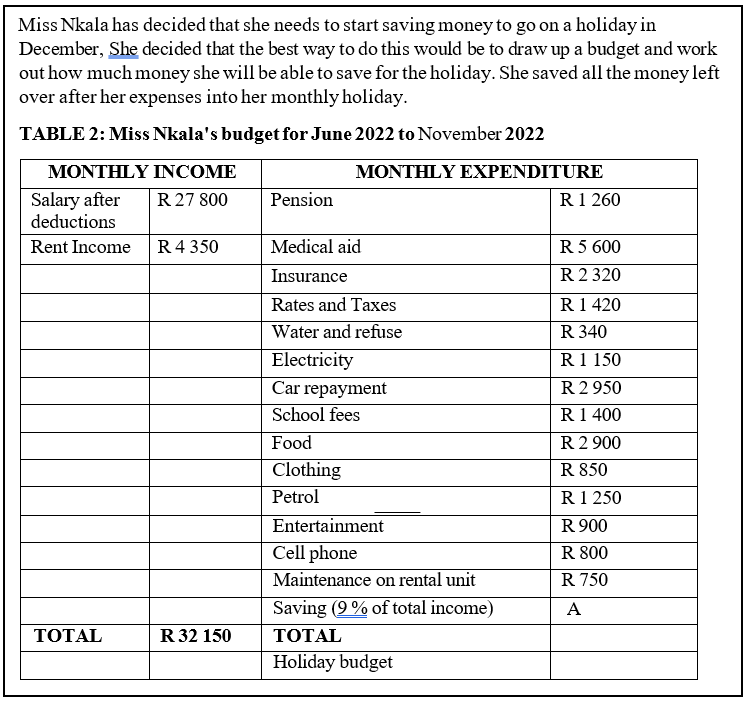 Miss Nkala has decided that she needs to start saving money to go on a holiday in
December, She decided that the best way to do this would be to draw up a budget and work
out how much money she will be able to save for the holiday. She saved all the money left
over after her expenses into her monthly holiday.
TABLE 2: Miss Nkala's budget for June 2022 to November 2022
MONTHLY INCOME MONTHLY EXPENDITURE
Salary after R 27 800 Pension R 1 260
deductions
Rent Income R 4 350 Medical aid R 5 600
Insurance R 2 320
Rates and Taxes R 1 420
Water and refuse R 340
Electricity R 1 150
Car repayment R 2 950
School fees R 1 400
Food R 2 900
Clothing R 850
Petrol R 1 250
Entertainment R 900
Cell phone R 800
Maintenance on rental unit R 750
Saving (9 % of total income) A
TOTAL R 32 150 TOTAL
Holiday budget